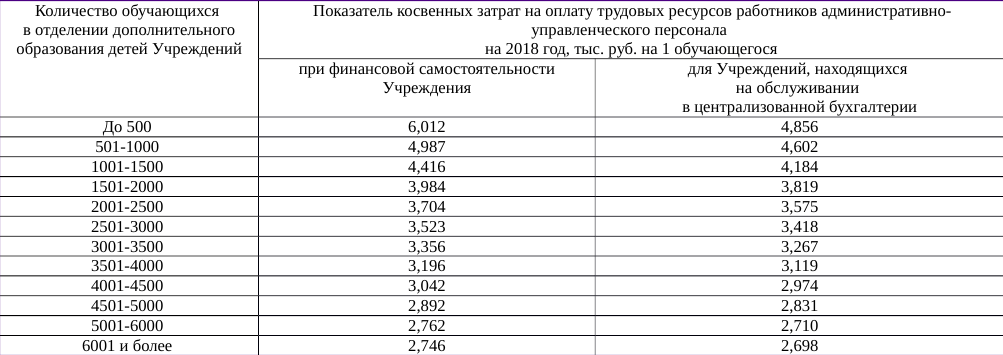 Количество обучающихся
в отделении дополнительного
образования детей Учреждений
Показатель косвенных затрат на оплату трудовых ресурсов работников административно-
управленческого персонала
на 2018 год, тыс. руб. на 1 обучающегося
при финансовой самостоятельности
Учреждения
для Учреждений, находящихся
на обслуживании
в централизованной бухгалтерии
До 500 6,012 4,856
501-1000 4,987 4,602
1001-1500 4,416 4,184
1501-2000 3,984 3,819
2001-2500 3,704 3,575
2501-3000 3,523 3,418
3001-3500 3,356 3,267
3501-4000 3,196 3,119
4001-4500 3,042 2,974
4501-5000 2,892 2,831
5001-6000 2,762 2,710
6001 и более 2,746 2,698